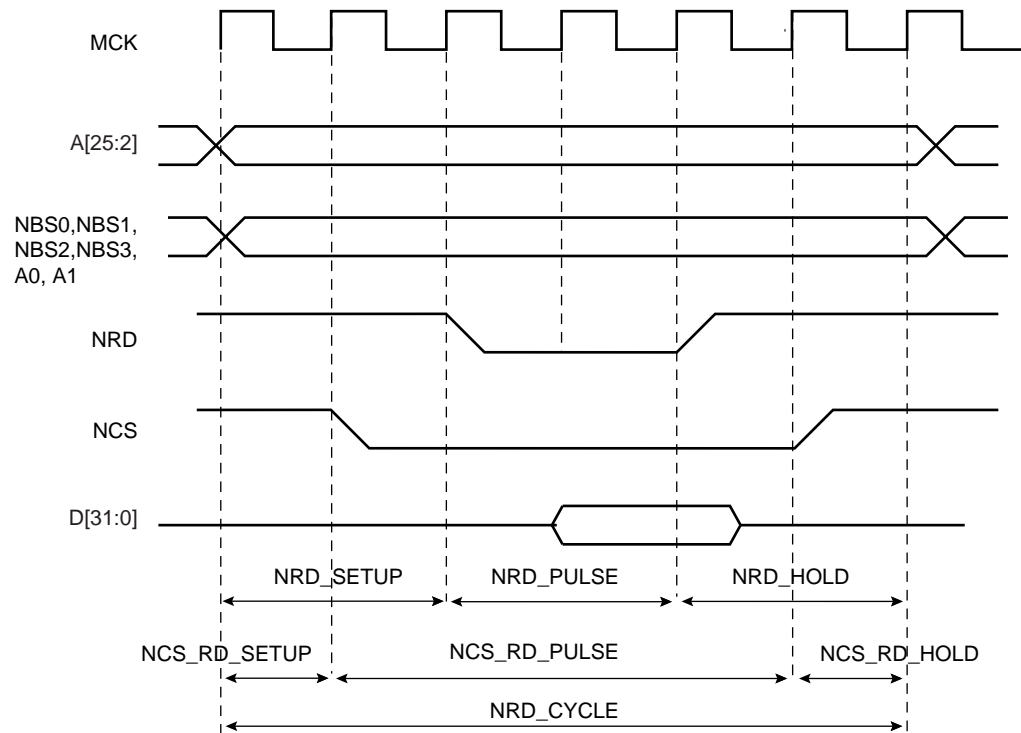 MCK
A[25:2]
NBS0,NBS1,
NBS2,NBS3,
A0, A1
NRD
NCS
D[31:0]
NRD_SETUP NRD_PULSE NRD_HOLD
NCS_RD_SETUP NCS_RD_PULSE NCS_RD_HOLD
NRD_CYCLE